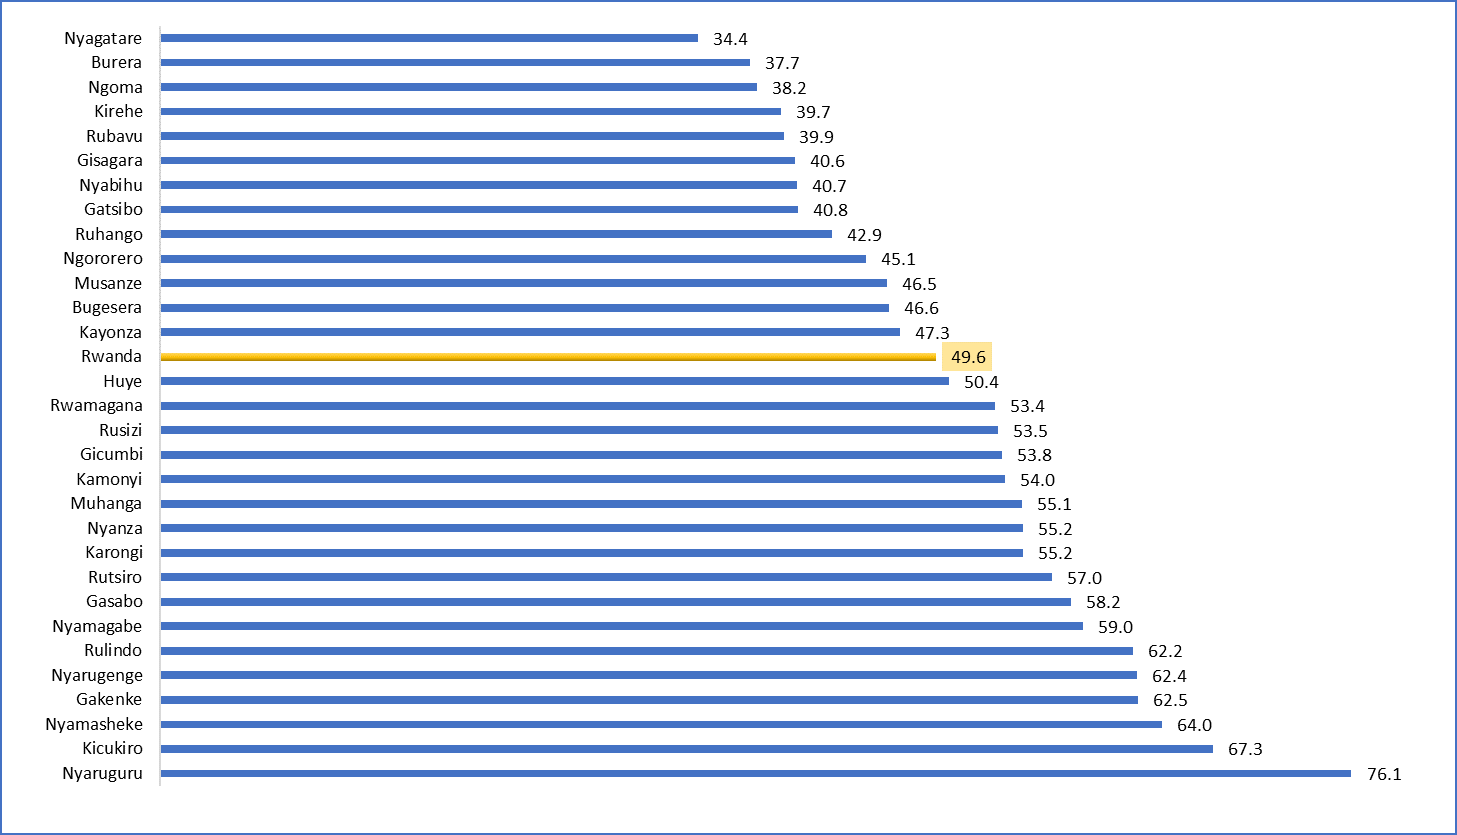 Nyagatare 34.4
Burera 37.7
Ngoma 38.2
Kirehe 39.7
Rubavu 39.9
Gisagara 40.6
Nyabihu 40.7
Gatsibo 40.8
Ruhango 42.9
Ngororero 45.1
Musanze 46.5
Bugesera 46.6
Kayonza 47.3
Rwanda 49.6
Huye 50.4
Rwamagana 53.4
Rusizi 53.5
Gicumbi 53.8
Kamonyi 54.0
Muhanga 55.1
Nyanza 55.2
Karongi 55.2
Rutsiro 57.0
Gasabo 58.2
Nyamagabe 59.0
Rulindo 62.2
Nyarugenge 62.4
Gakenke 62.5
Nyamasheke 64.0
Kicukiro 67.3
Nyaruguru 76.1